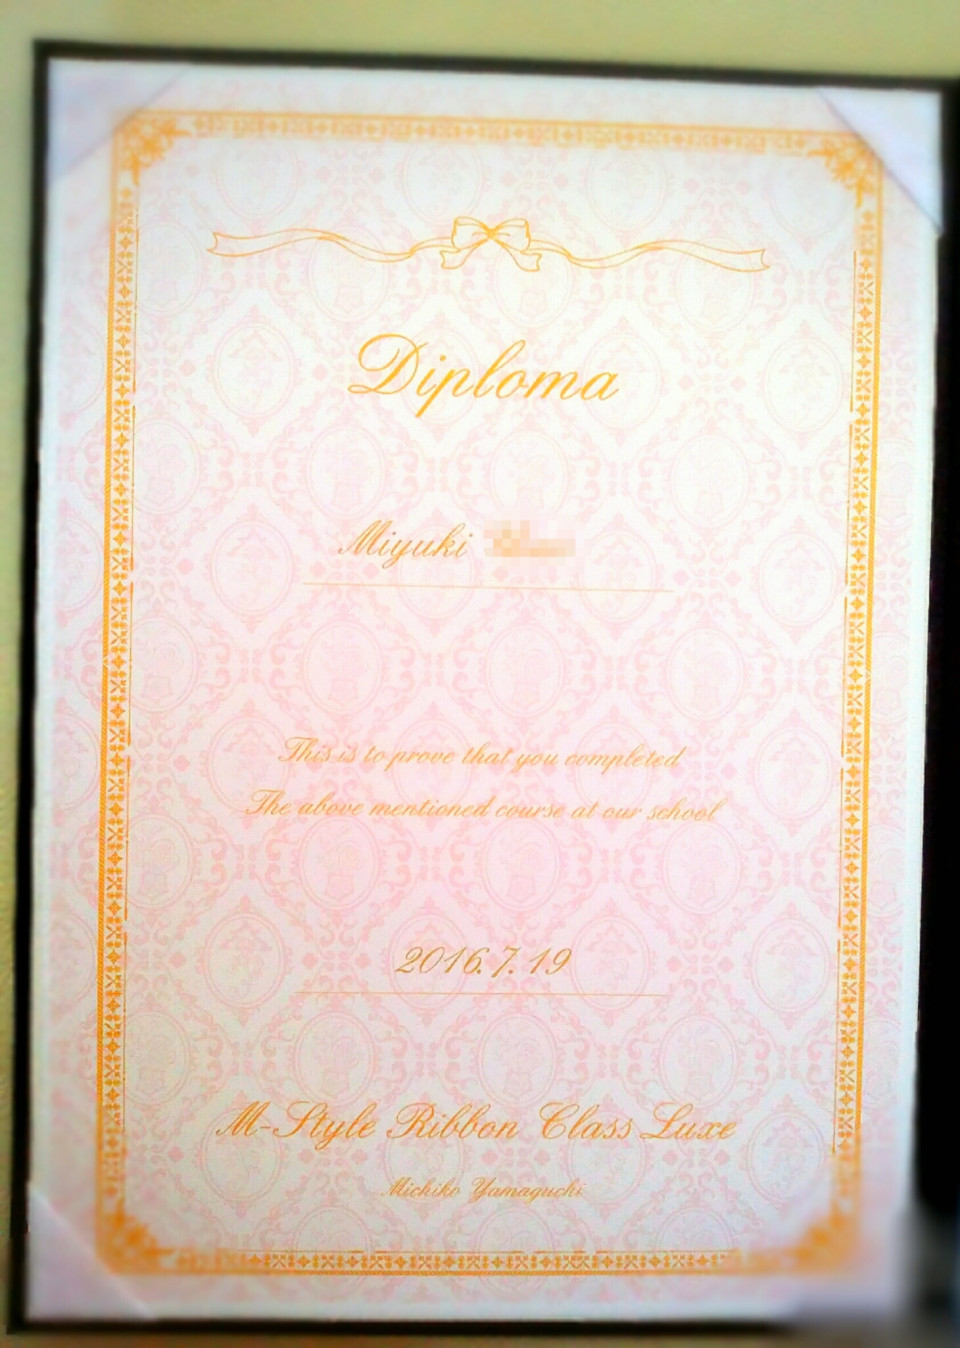 Diploma
Miyuki
This is to prove that you completed
The above mentioned course at our school
2016.7.19
M-Style Ribbon Class Luxe
Michiko Yamaguchi